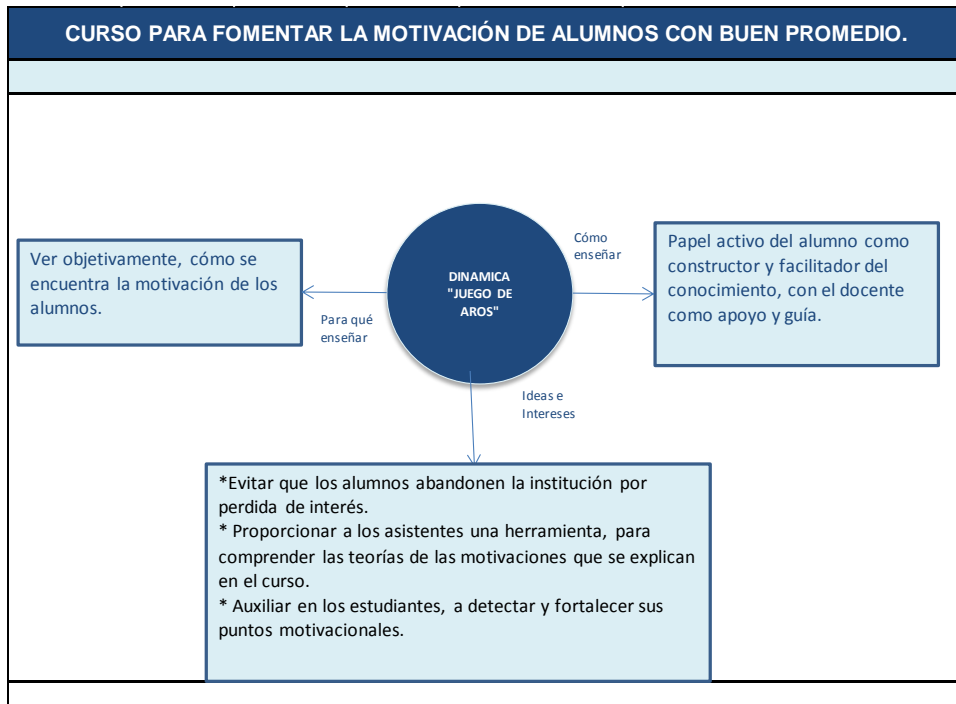 CURSO PARA FOMENTAR LA MOTIVACIÓN DE ALUMNOS CON BUEN PROMEDIO.
Ver objetivamente, cómo se
encuentra la motivación de los
alumnos.
Para qué
enseñar
DINAMICA
"JUEGO DE
AROS"
Cómo
enseñar
Papel activo del alumno como
constructor y facilitador del
conocimiento, con el docente
como apoyo y guía.
Ideas e
Intereses
*Evitar que los alumnos abandonen la institución por
perdida de interés.
* Proporcionar a los asistentes una herramienta, para
comprender las teorías de las motivaciones que se explican
en el curso.
* Auxiliar en los estudiantes, a detectar y fortalecer sus
puntos motivacionales.